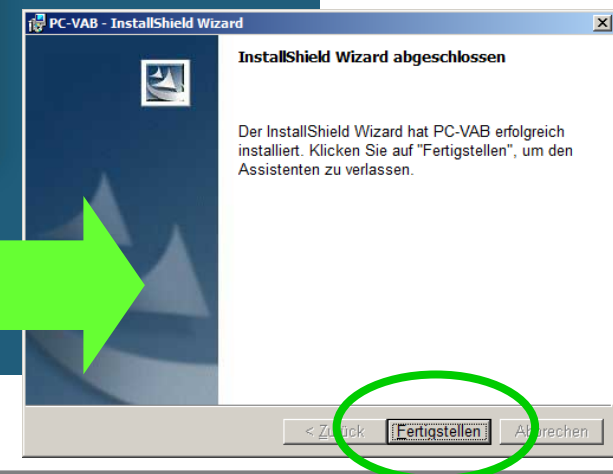 PC-VAB - InstallShield Wizard
InstallShield Wizard abgeschlossen
Der InstallShield Wizard hat PC-VAB erfolgreich
installiert. Klicken Sie auf "Fertigstellen", um den
Assistenten zu verlassen.
< Zurück Fertigstellen Abbrechen